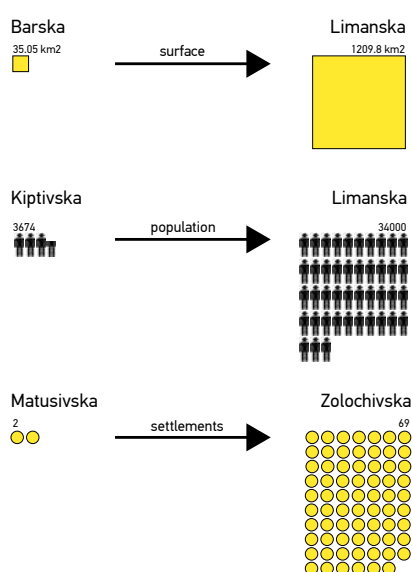 Barska
35.05 km2
surface
Limanska
1209.8 km2
Kiptivska
3674
population
Limanska
34000
Matusivska
2
settlements
Zolochivska
69